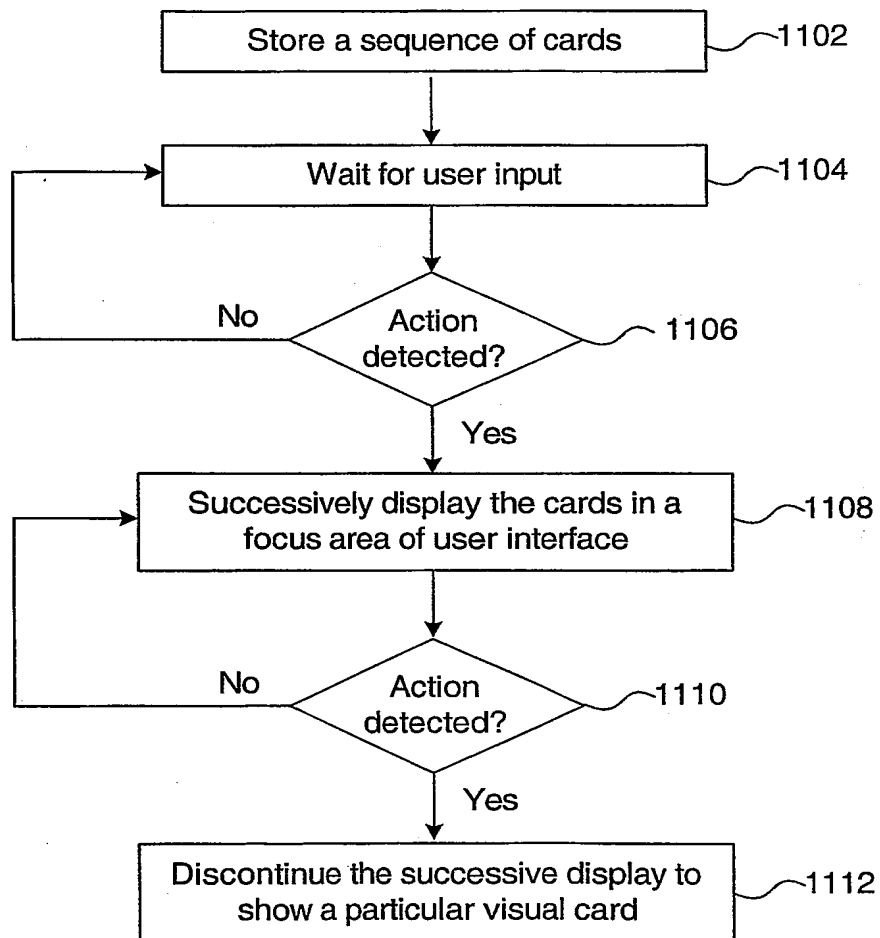 Store a sequence of cards
1102
Wait for user input
1104
No
Action
detected?
1106
Yes
Successively display the cards in a
focus area of user interface
1108
No
Action
detected?
1110
Yes
Discontinue the successive display to
show a particular visual card
1112